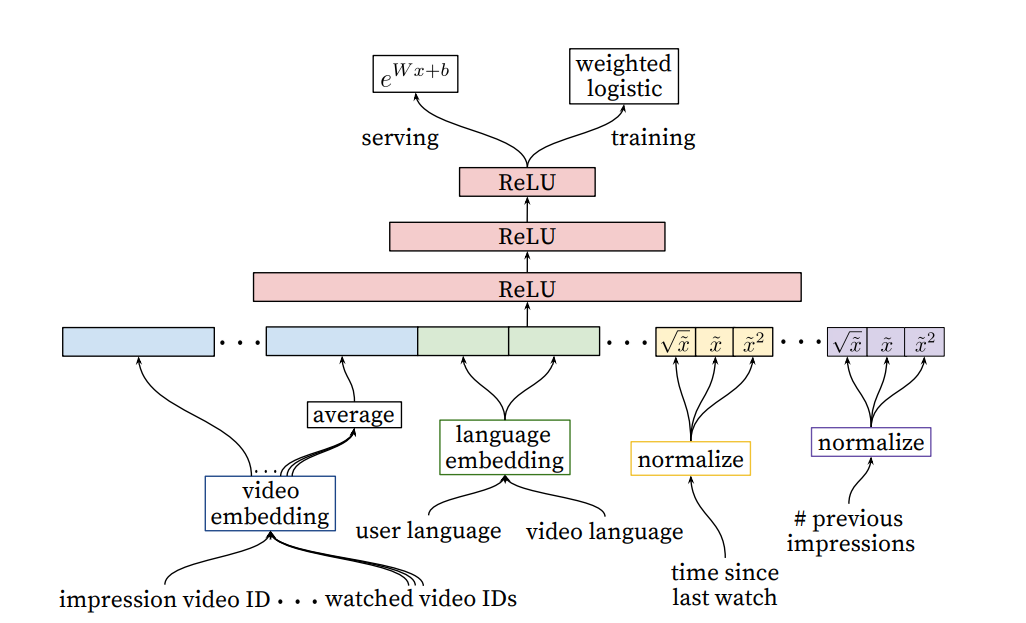 e^{Wx+b}
weighted
logistic
serving
training
ReLU
ReLU
ReLU
. . .
. . .
√x̃ x̃ x̃²
. . .
√x̃ x̃ x̃²
average
. . .
video
embedding
language
embedding
normalize
normalize
user language
video language
time since
last watch
# previous
impressions
impression video ID . . . watched video IDs